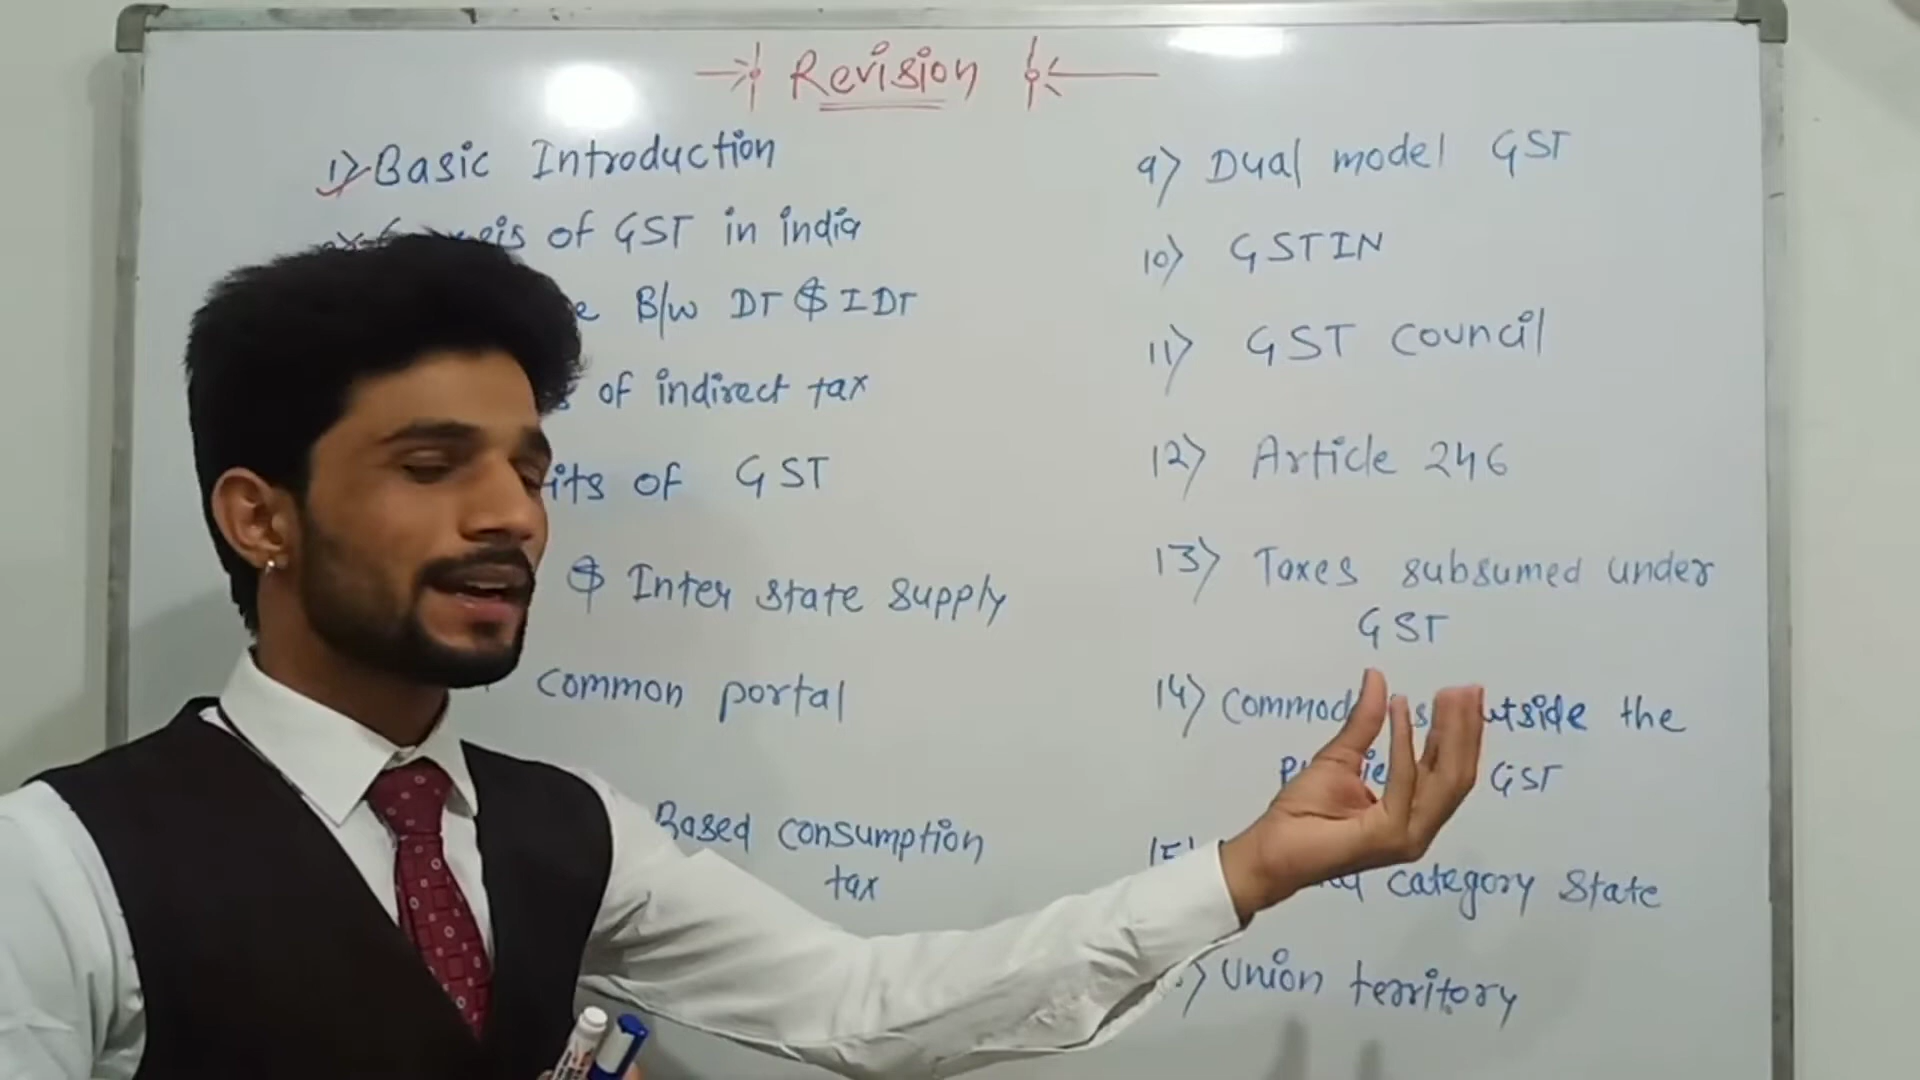 Revision
1) Basic Introduction
of GST in india
B/w DT $ IDT
of indirect tax
of GST
$ Inter state supply
common portal
Based consumption
tax
9) Dual model GST
10) GSTIN
11) GST council
12) Article 246
13) Taxes subsumed under
GST
14) the
GST
category State
Union territory